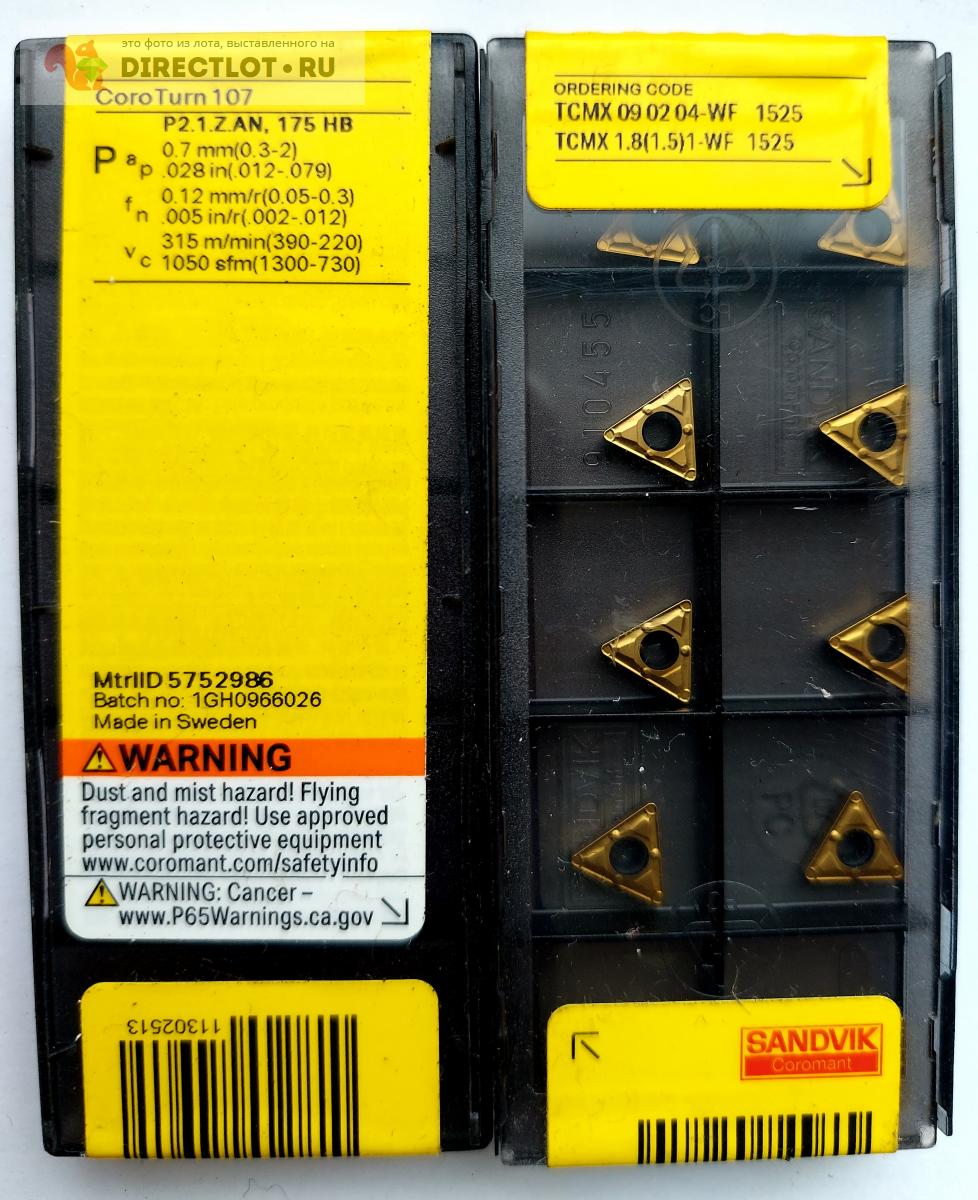 это фото из лота, выставленного на
DIRECTLOT.RU
CoroTurn 107
P2.1.Z.AN, 175 HB
P
ap 0.7 mm(0.3-2)
.028 in(.012-.079)
fn 0.12 mm/r(0.05-0.3)
.005 in/r(.002-.012)
vc 315 m/min(390-220)
1050 sfm(1300-730)
MtrlID 5752986
Batch no: 1GH0966026
Made in Sweden
WARNING
Dust and mist hazard! Flying
fragment hazard! Use approved
personal protective equipment
www.coromant.com/safetyinfo
WARNING: Cancer –
www.P65Warnings.ca.gov
11302513
ORDERING CODE
TCMX 09 02 04-WF 1525
TCMX 1.8(1.5)1-WF 1525
PC
910455
SANDVIK
Coromant
PC
SANDVIK
Coromant